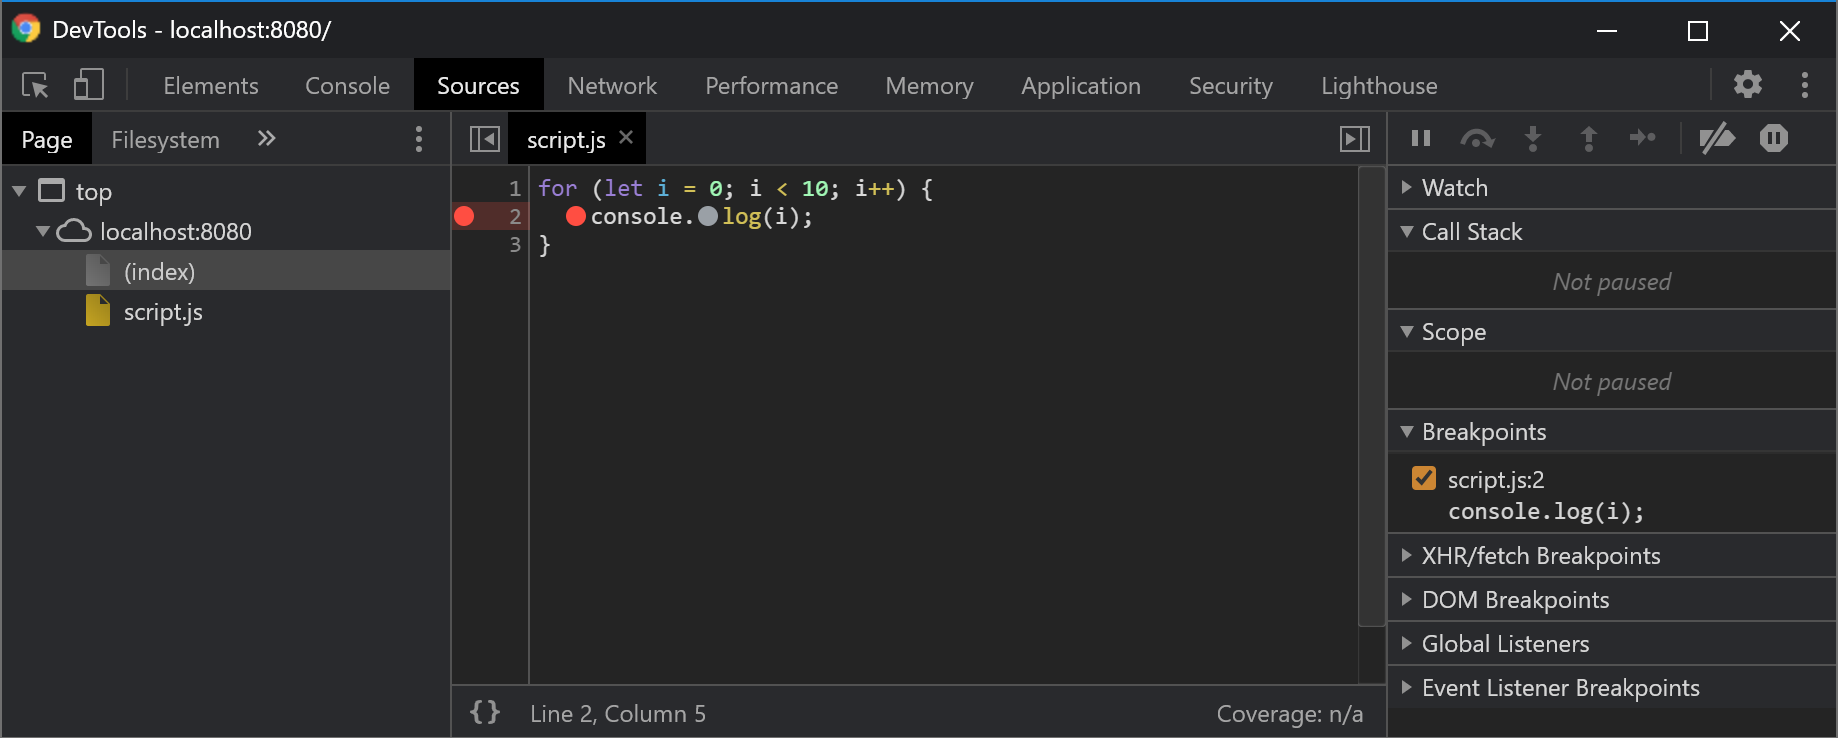 DevTools - localhost:8080/
Elements Console Sources Network Performance Memory Application Security Lighthouse
Page Filesystem
top
localhost:8080
(index)
script.js
script.js
1 for (let i = 0; i < 10; i++) {
2 console.log(i);
3 }
{} Line 2, Column 5 Coverage: n/a
Watch
Call Stack
Not paused
Scope
Not paused
Breakpoints
script.js:2
console.log(i);
XHR/fetch Breakpoints
DOM Breakpoints
Global Listeners
Event Listener Breakpoints